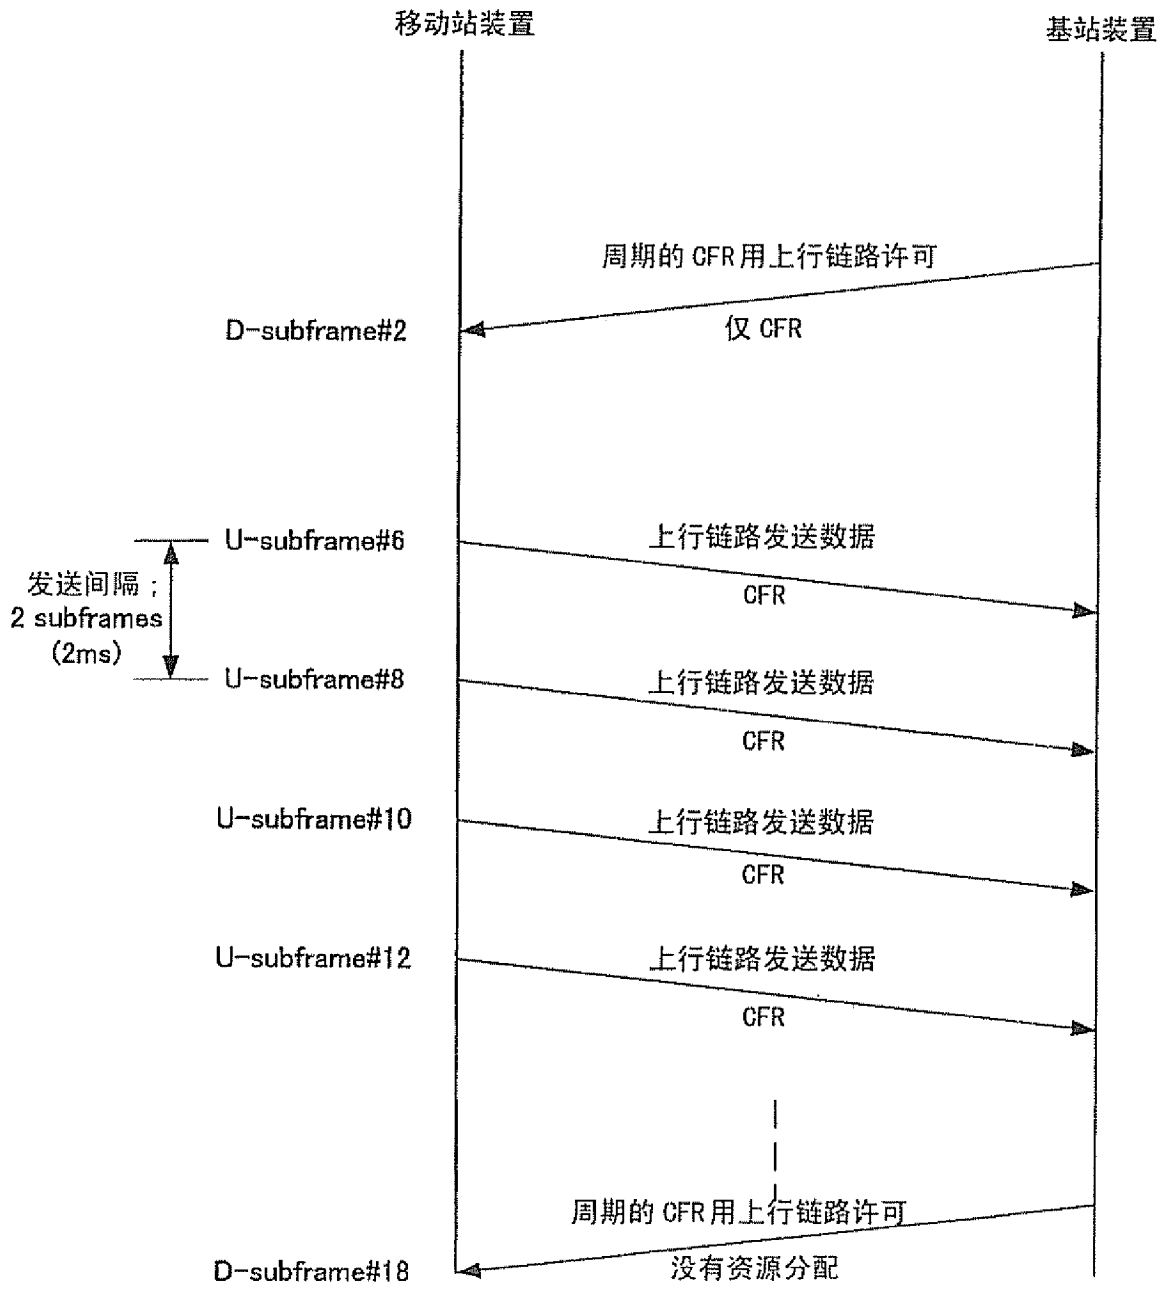 移动站装置
基站装置
周期的 CFR 用上行链路许可
D-subframe#2
仅 CFR
U-subframe#6
上行链路发送数据
CFR
发送间隔；
2 subframes
(2ms)
U-subframe#8
上行链路发送数据
CFR
U-subframe#10
上行链路发送数据
CFR
U-subframe#12
上行链路发送数据
CFR
周期的 CFR 用上行链路许可
D-subframe#18
没有资源分配